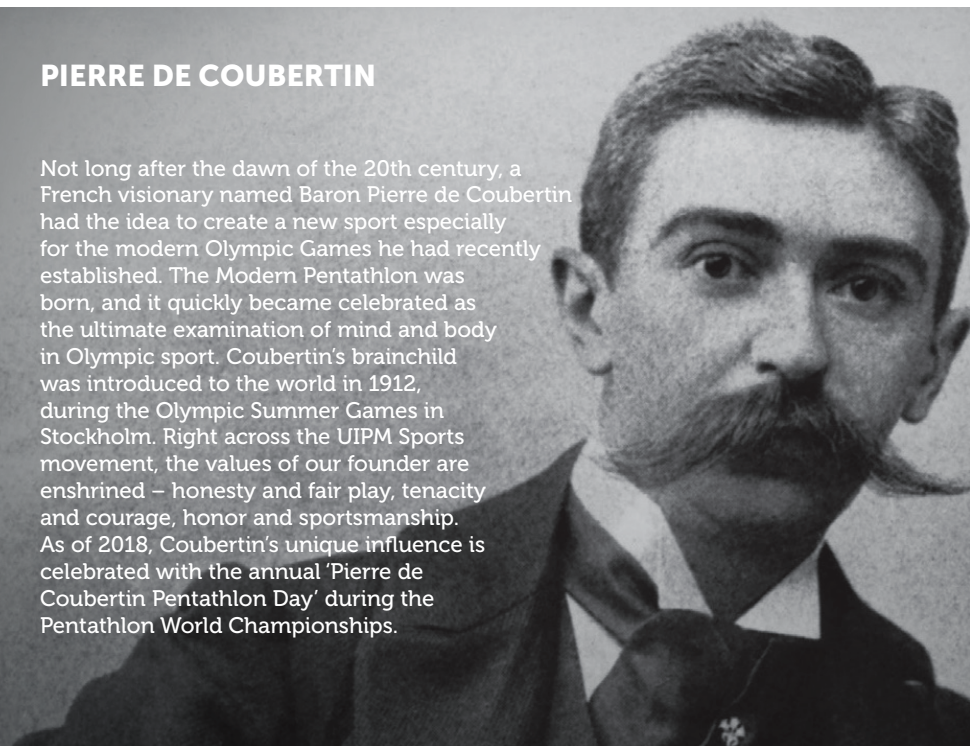 PIERRE DE COUBERTIN
Not long after the dawn of the 20th century, a
French visionary named Baron Pierre de Coubertin
had the idea to create a new sport especially
for the modern Olympic Games he had recently
established. The Modern Pentathlon was
born, and it quickly became celebrated as
the ultimate examination of mind and body
in Olympic sport. Coubertin’s brainchild
was introduced to the world in 1912,
during the Olympic Summer Games in
Stockholm. Right across the UIPM Sports
movement, the values of our founder are
enshrined – honesty and fair play, tenacity
and courage, honor and sportsmanship.
As of 2018, Coubertin’s unique influence is
celebrated with the annual ‘Pierre de
Coubertin Pentathlon Day’ during the
Pentathlon World Championships.